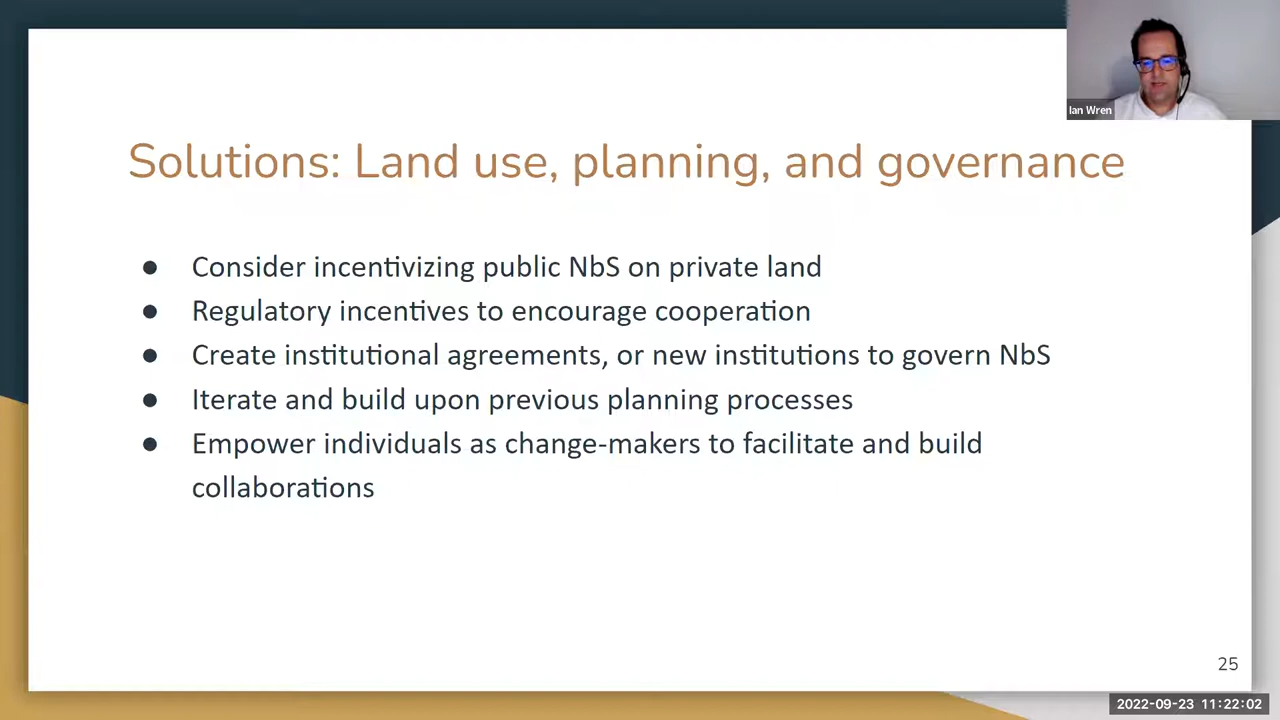 Ian Wren
Solutions: Land use, planning, and governance
● Consider incentivizing public NbS on private land
● Regulatory incentives to encourage cooperation
● Create institutional agreements, or new institutions to govern NbS
● Iterate and build upon previous planning processes
● Empower individuals as change-makers to facilitate and build
collaborations
25
2022-09-23 11:22:02